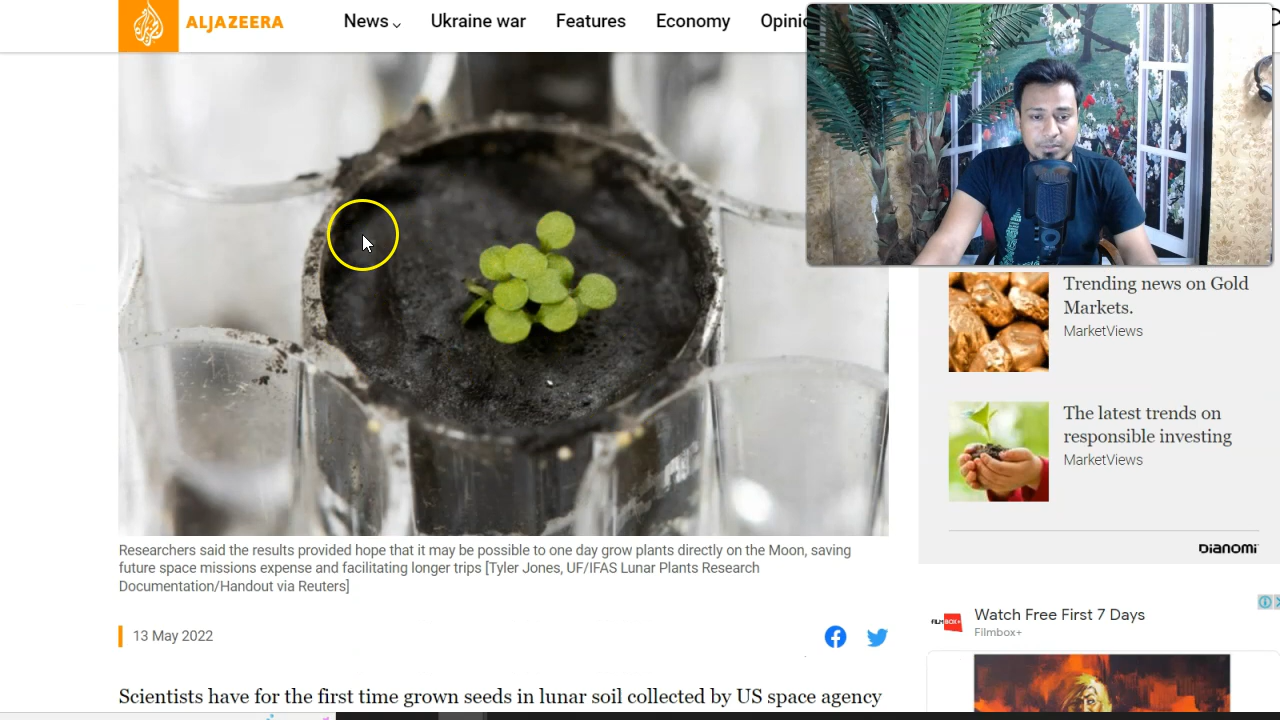 ALJAZEERA
News
Ukraine war
Features
Economy
Trending news on Gold
Markets.
MarketViews
The latest trends on
responsible investing
MarketViews
DIANOMI
Researchers said the results provided hope that it may be possible to one day grow plants directly on the Moon, saving
future space missions expense and facilitating longer trips [Tyler Jones, UF/IFAS Lunar Plants Research
Documentation/Handout via Reuters]
13 May 2022
Watch Free First 7 Days
Filmbox+
Scientists have for the first time grown seeds in lunar soil collected by US space agency